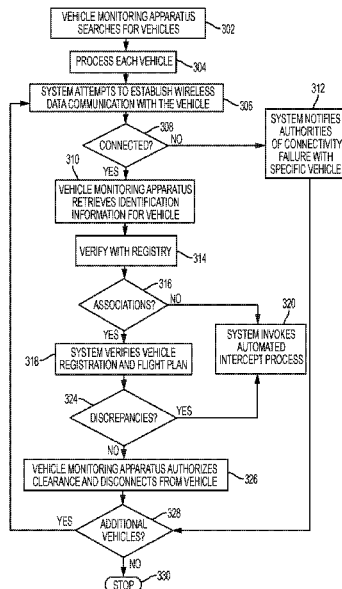 VEHICLE MONITORING APPARATUS
SEARCHES FOR VEHICLES
302
PROCESS EACH VEHICLE
304
SYSTEM ATTEMPTS TO ESTABLISH WIRELESS
DATA COMMUNICATION WITH THE VEHICLE
306
308
CONNECTED?
NO
YES
312
SYSTEM NOTIFIES
AUTHORITIES
OF CONNECTIVITY
FAILURE WITH
SPECIFIC VEHICLE
310
VEHICLE MONITORING APPARATUS
RETRIEVES IDENTIFICATION
INFORMATION FOR VEHICLE
VERIFY WITH REGISTRY
314
316
ASSOCIATIONS?
NO
YES
320
SYSTEM INVOKES
AUTOMATED
INTERCEPT PROCESS
318
SYSTEM VERIFIES VEHICLE
REGISTRATION AND FLIGHT PLAN
324
DISCREPANCIES?
YES
NO
VEHICLE MONITORING APPARATUS AUTHORIZES
CLEARANCE AND DISCONNECTS FROM VEHICLE
326
328
YES
ADDITIONAL
VEHICLES?
NO
STOP
330